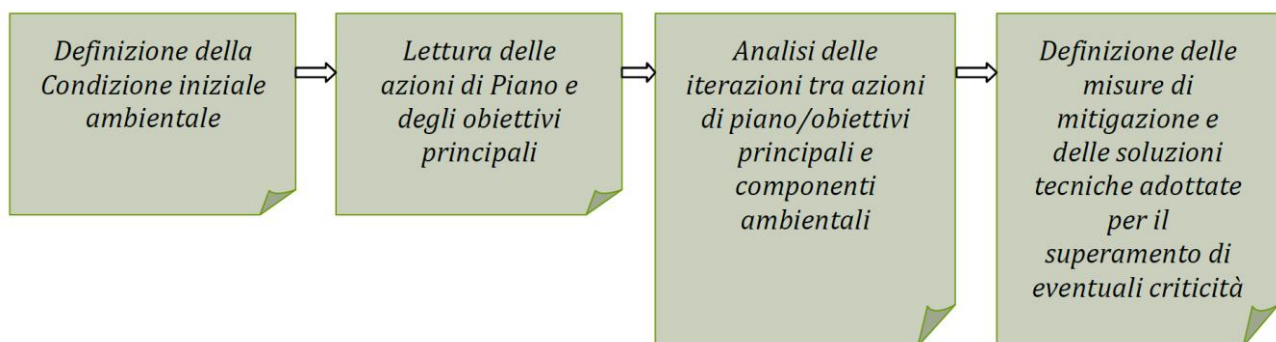 Definizione della
Condizione iniziale
ambientale
Lettura delle
azioni di Piano e
degli obiettivi
principali
Analisi delle
iterazioni tra azioni
di piano/obiettivi
principali e
componenti
ambientali
Definizione delle
misure di
mitigazione e
delle soluzioni
tecniche adottate
per il
superamento di
eventuali criticità